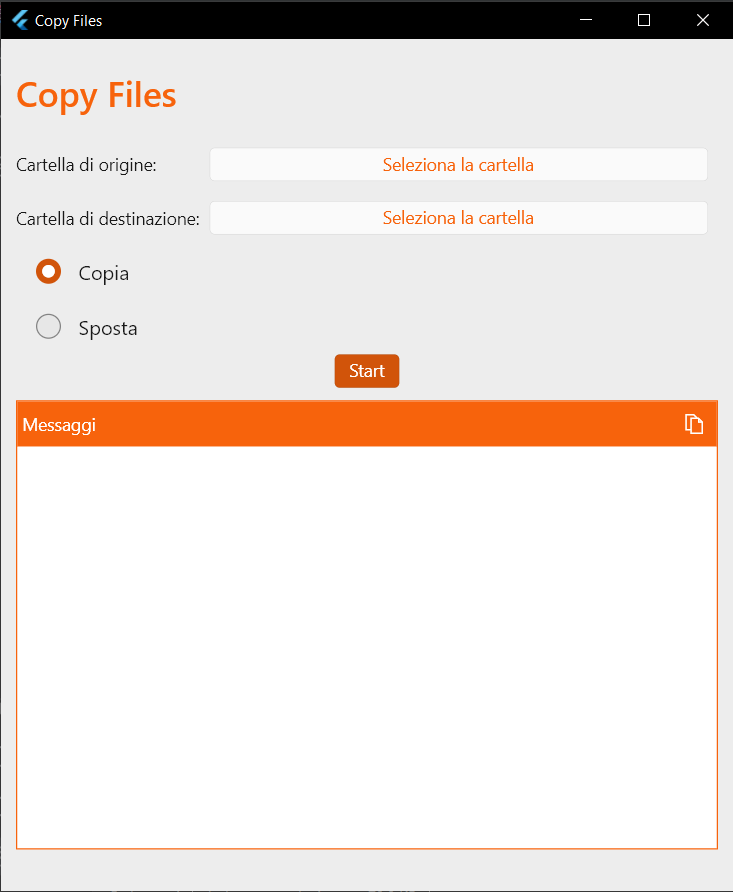 Copy Files
Copy Files
Cartella di origine: Seleziona la cartella
Cartella di destinazione: Seleziona la cartella
Copia
Sposta
Start
Messaggi